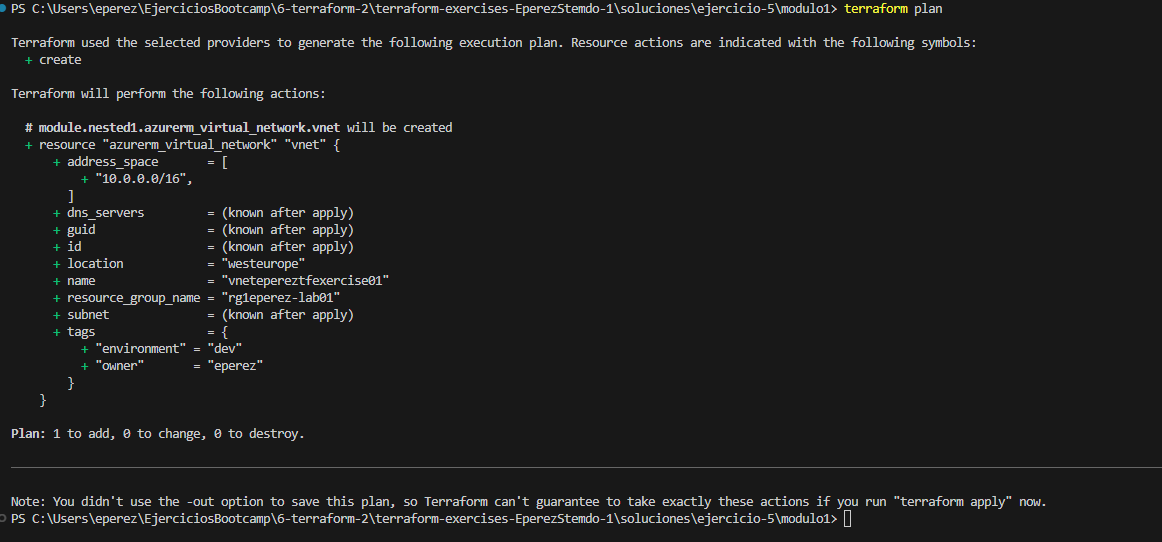 PS C:\Users\eperez\EjerciciosBootcamp\6-terraform-2\terraform-exercises-EperezStemdo-1\soluciones\ejercicio-5\modulo1> terraform plan
Terraform used the selected providers to generate the following execution plan. Resource actions are indicated with the following symbols:
+ create
Terraform will perform the following actions:
# module.nested1.azurerm_virtual_network.vnet will be created
+ resource "azurerm_virtual_network" "vnet" {
+ address_space       = [
+ "10.0.0.0/16",
]
+ dns_servers         = (known after apply)
+ guid                = (known after apply)
+ id                  = (known after apply)
+ location            = "westeurope"
+ name                = "vnetepereztfexercise01"
+ resource_group_name = "rg1eperez-lab01"
+ subnet              = (known after apply)
+ tags                = {
+ "environment" = "dev"
+ "owner"       = "eperez"
}
}
Plan: 1 to add, 0 to change, 0 to destroy.
Note: You didn't use the -out option to save this plan, so Terraform can't guarantee to take exactly these actions if you run "terraform apply" now.
PS C:\Users\eperez\EjerciciosBootcamp\6-terraform-2\terraform-exercises-EperezStemdo-1\soluciones\ejercicio-5\modulo1>